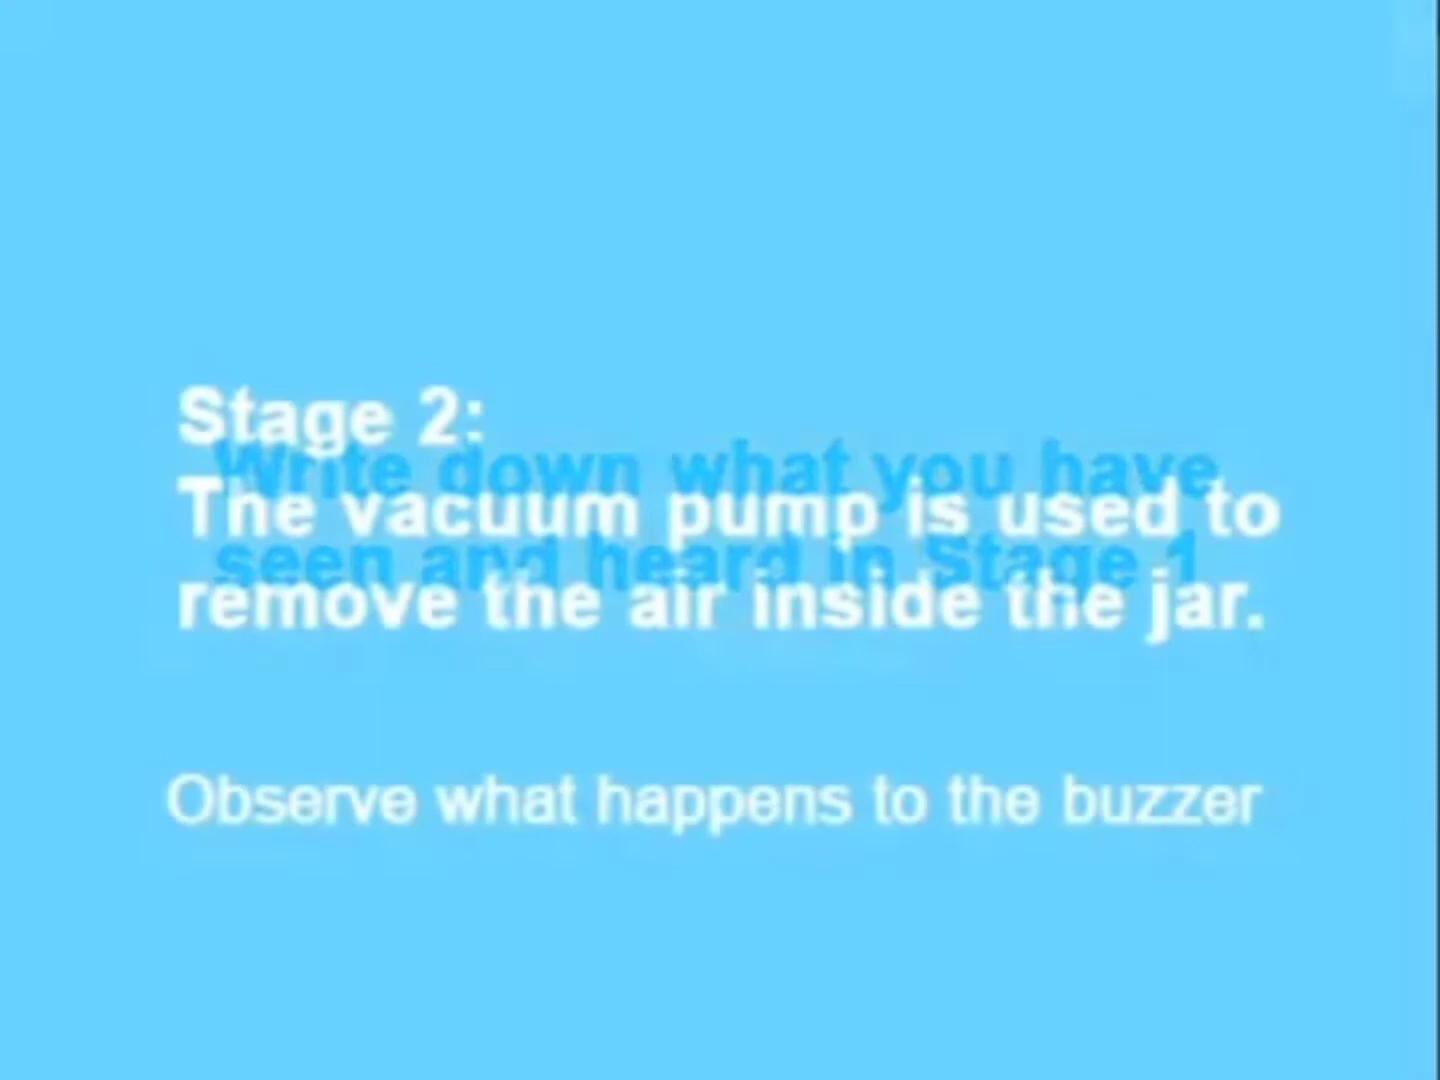 Stage 2:
Write down what you have
The vacuum pump is used to
seen and heard in Stage 1
remove the air inside the jar.
Observe what happens to the buzzer